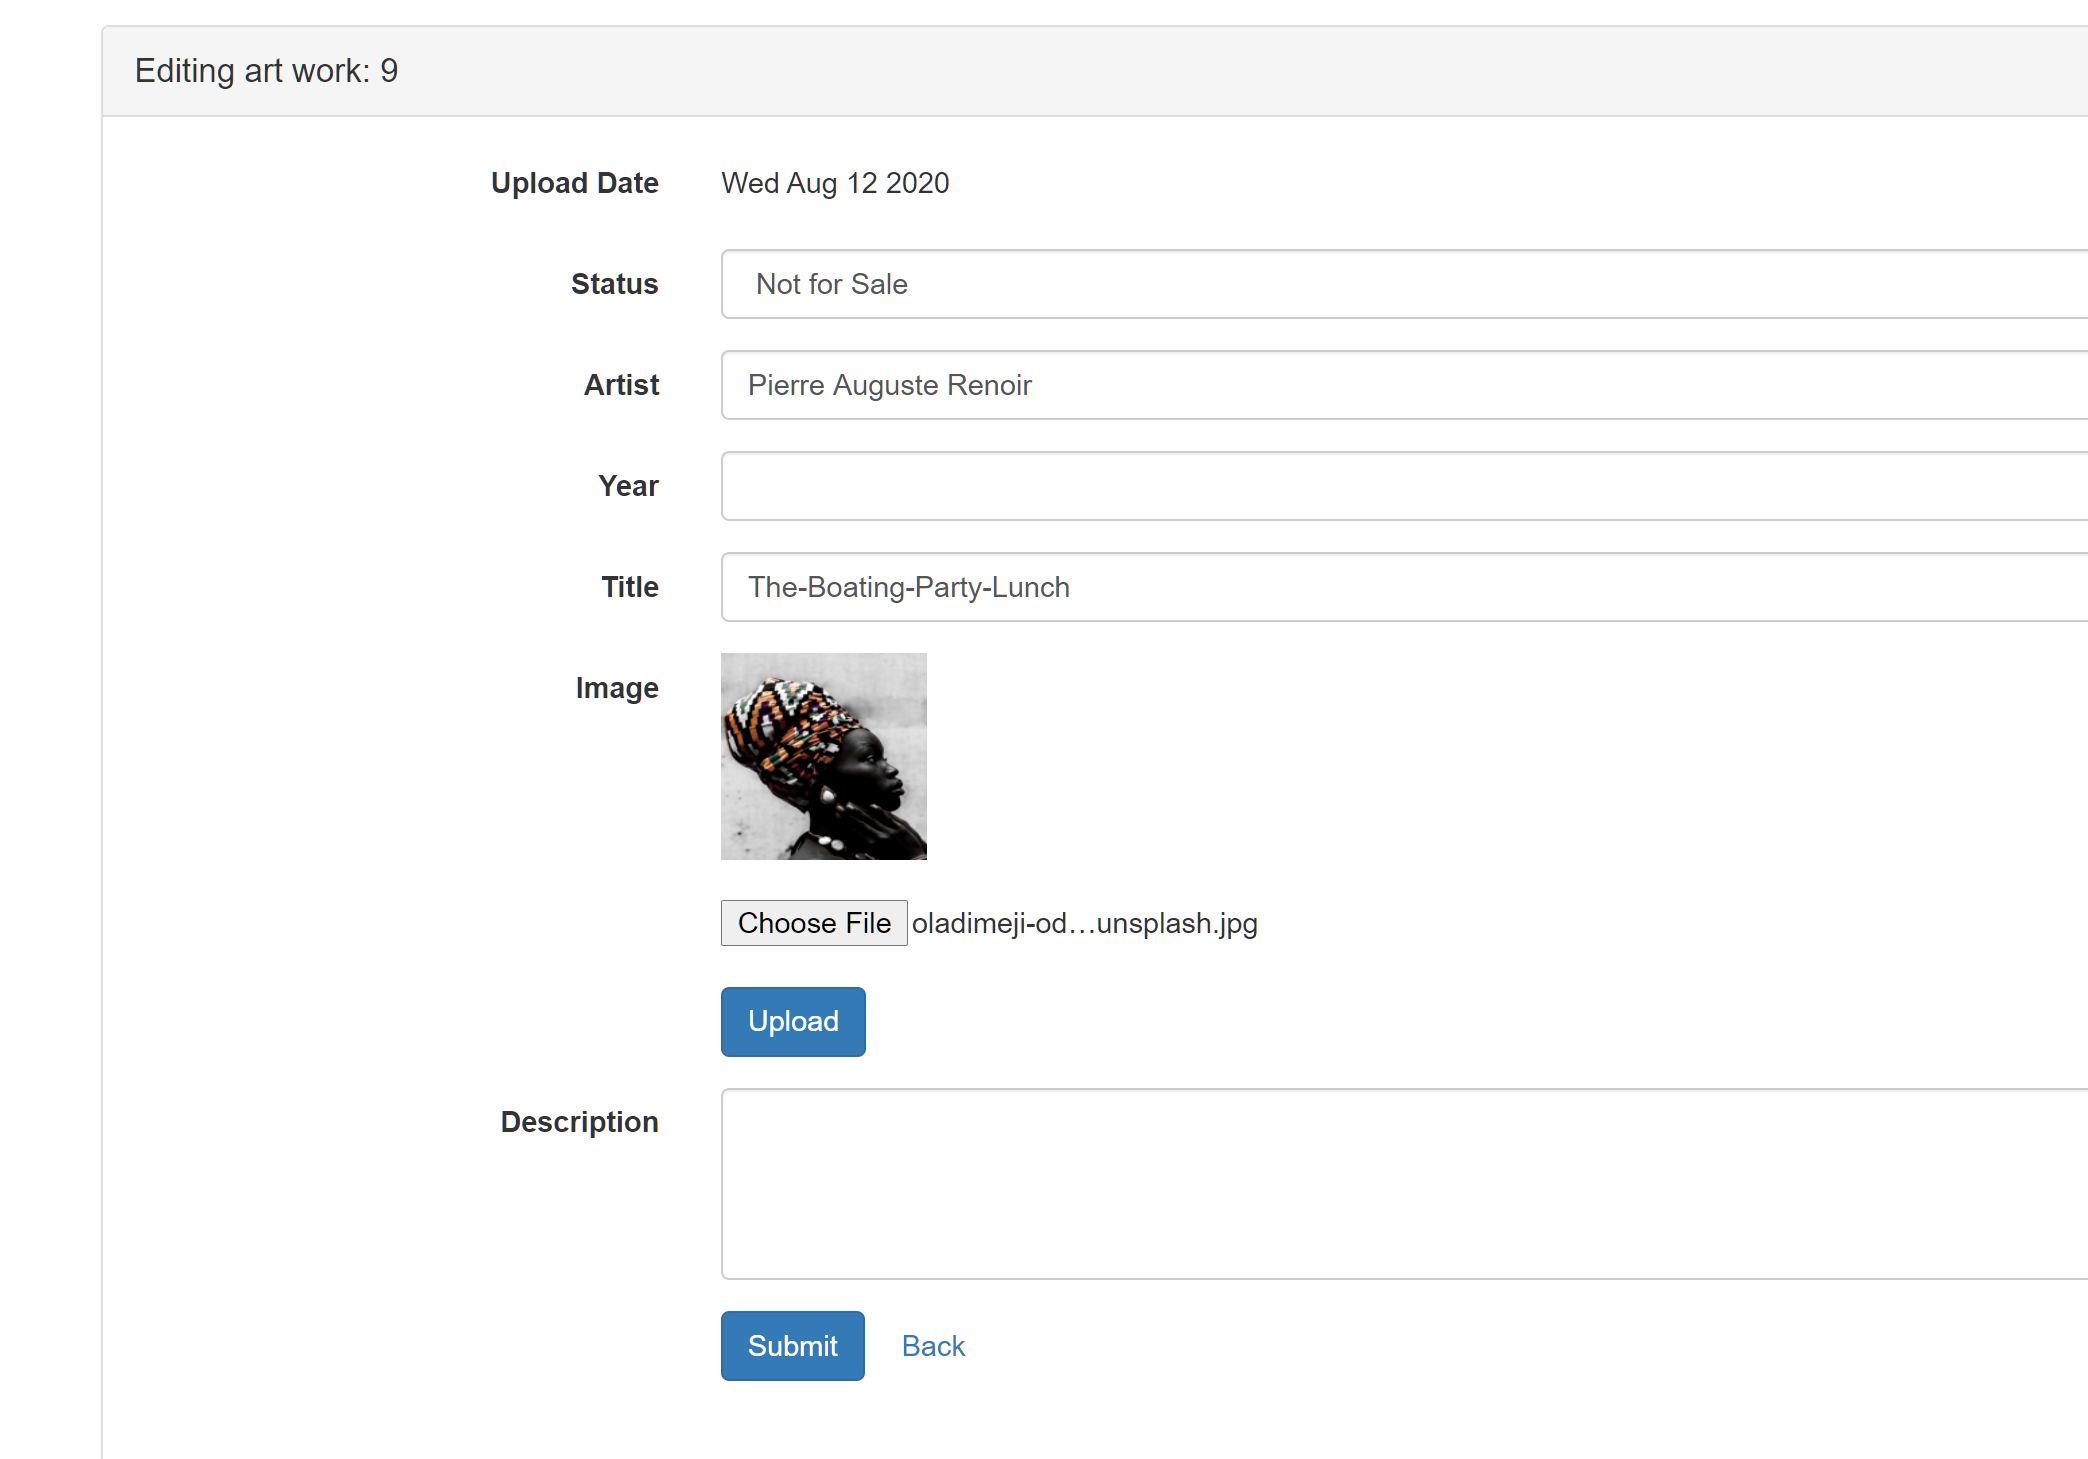 Editing art work: 9
Upload Date Wed Aug 12 2020
Status Not for Sale
Artist Pierre Auguste Renoir
Year
Title The-Boating-Party-Lunch
Image
Choose File oladimeji-od…unsplash.jpg
Upload
Description
Submit Back